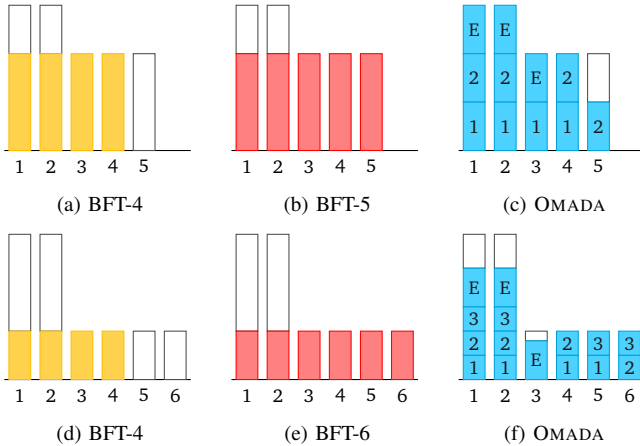 E E
2 2 E 2
1 1 1 1 2
1 2 3 4 5
1 2 3 4 5
1 2 3 4 5
(a) BFT-4
(b) BFT-5
(c) OMADA
E E
3 3
2 2 2 3 3
1 1 E 1 1 2
1 2 3 4 5 6
1 2 3 4 5 6
1 2 3 4 5 6
(d) BFT-4
(e) BFT-6
(f) OMADA